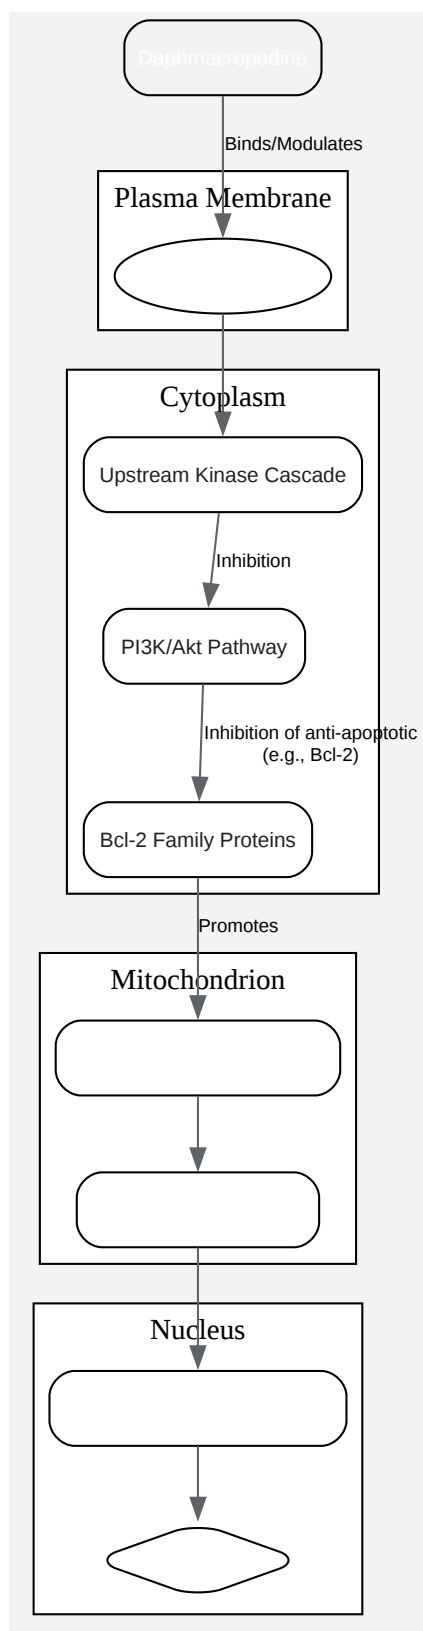 Daphmacropodine
Binds/Modulates
Plasma Membrane
Cytoplasm
Upstream Kinase Cascade
Inhibition
PI3K/Akt Pathway
Inhibition of anti-apoptotic
(e.g., Bcl-2)
Bcl-2 Family Proteins
Promotes
Mitochondrion
Nucleus